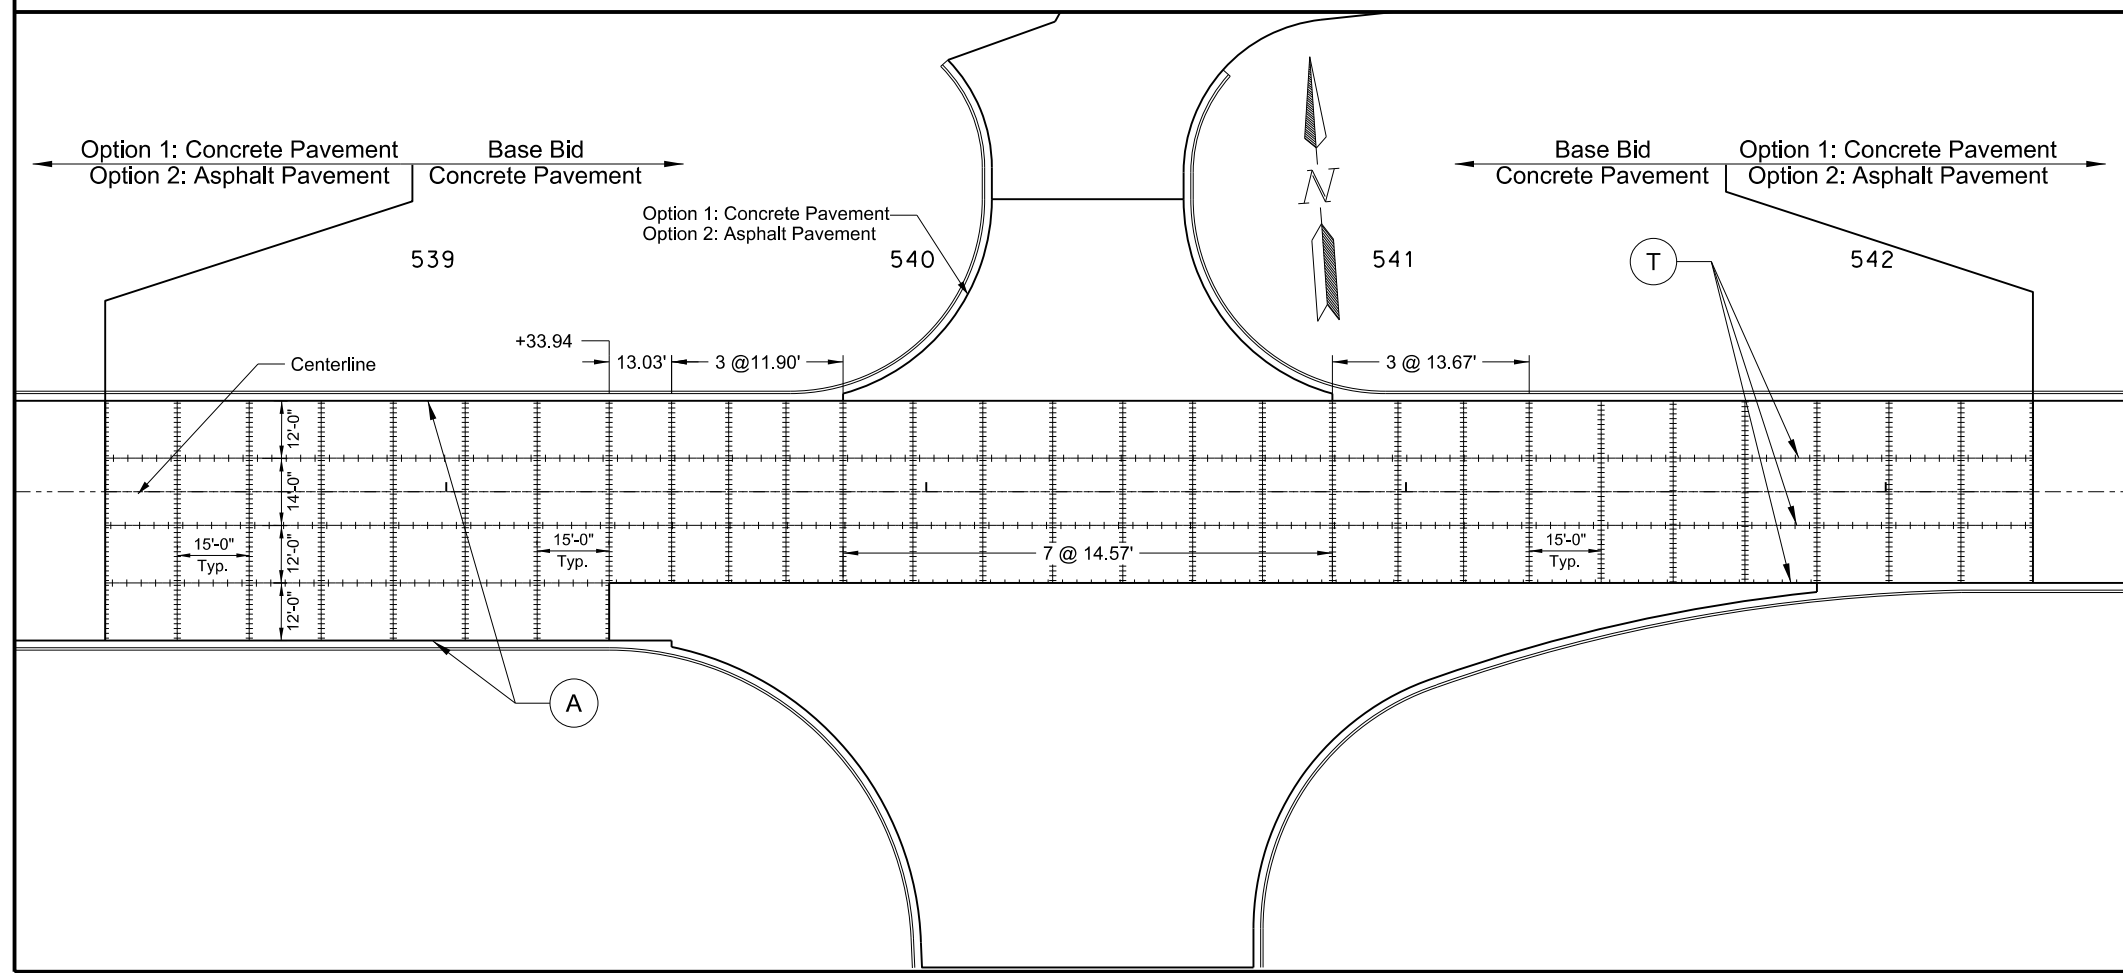 Option 1: Concrete Pavement
Option 2: Asphalt Pavement
Base Bid
Concrete Pavement
Option 1: Concrete Pavement
Option 2: Asphalt Pavement
N
Base Bid
Concrete Pavement
Option 1: Concrete Pavement
Option 2: Asphalt Pavement
539
540
541
T
542
+33.94
Centerline
13.03'
3 @11.90'
3 @ 13.67'
12'-0"
14'-0"
12'-0"
12'-0"
15'-0"
Typ.
15'-0"
Typ.
7 @ 14.57'
15'-0"
Typ.
A